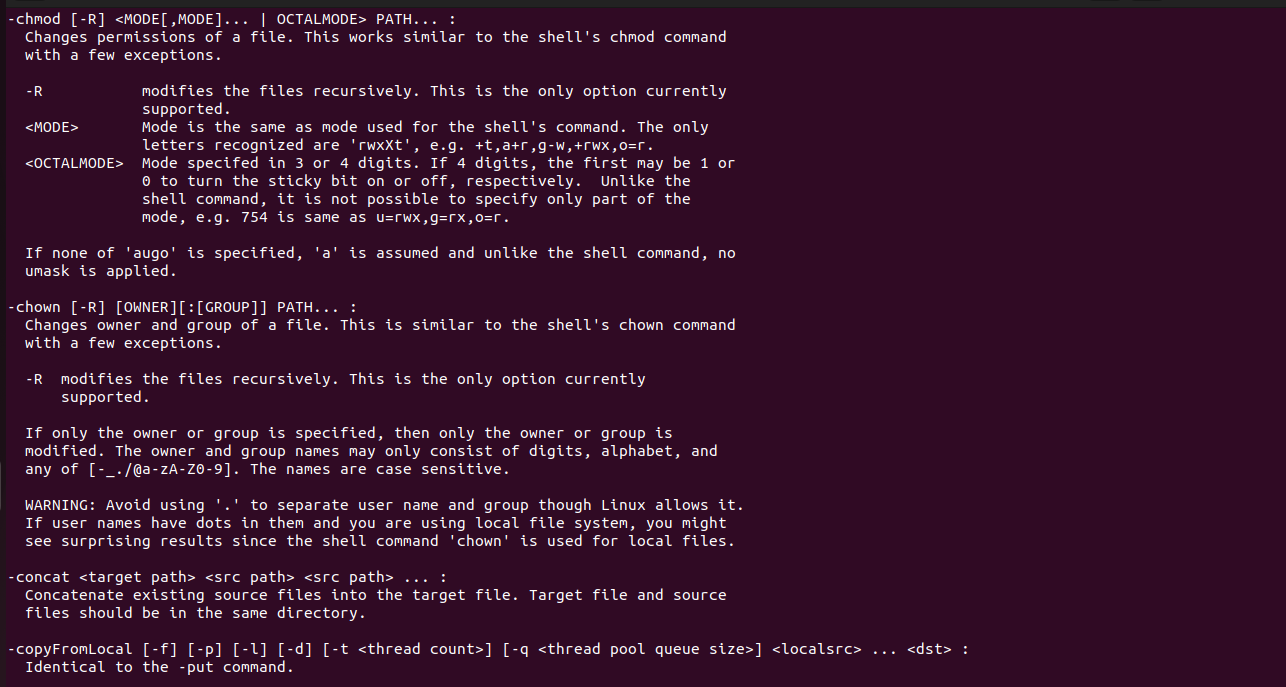 -chmod [-R] <MODE[,MODE]... | OCTALMODE> PATH... :
  Changes permissions of a file. This works similar to the shell's chmod command
  with a few exceptions.

  -R           modifies the files recursively. This is the only option currently
               supported.
  <MODE>       Mode is the same as mode used for the shell's command. The only
               letters recognized are 'rwxXt', e.g. +t,a+r,g-w,+rwx,o=r.
  <OCTALMODE>  Mode specifed in 3 or 4 digits. If 4 digits, the first may be 1 or
               0 to turn the sticky bit on or off, respectively.  Unlike the
               shell command, it is not possible to specify only part of the
               mode, e.g. 754 is same as u=rwx,g=rx,o=r.

  If none of 'augo' is specified, 'a' is assumed and unlike the shell command, no
  umask is applied.

-chown [-R] [OWNER][:[GROUP]] PATH... :
  Changes owner and group of a file. This is similar to the shell's chown command
  with a few exceptions.

  -R  modifies the files recursively. This is the only option currently
      supported.

  If only the owner or group is specified, then only the owner or group is
  modified. The owner and group names may only consist of digits, alphabet, and
  any of [-_./@a-zA-Z0-9]. The names are case sensitive.

  WARNING: Avoid using '.' to separate user name and group though Linux allows it.
  If user names have dots in them and you are using local file system, you might
  see surprising results since the shell command 'chown' is used for local files.

-concat <target path> <src path> <src path> ... :
  Concatenate existing source files into the target file. Target file and source
  files should be in the same directory.

-copyFromLocal [-f] [-p] [-l] [-d] [-t <thread count>] [-q <thread pool queue size>] <localsrc> ... <dst> :
  Identical to the -put command.